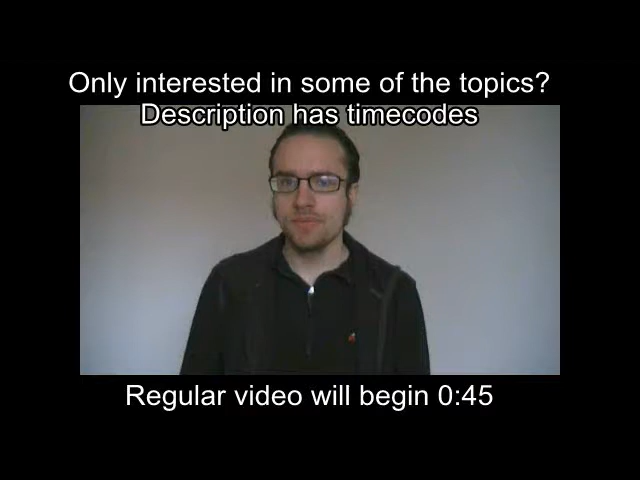 Only interested in some of the topics?
Description has timecodes
Regular video will begin 0:45